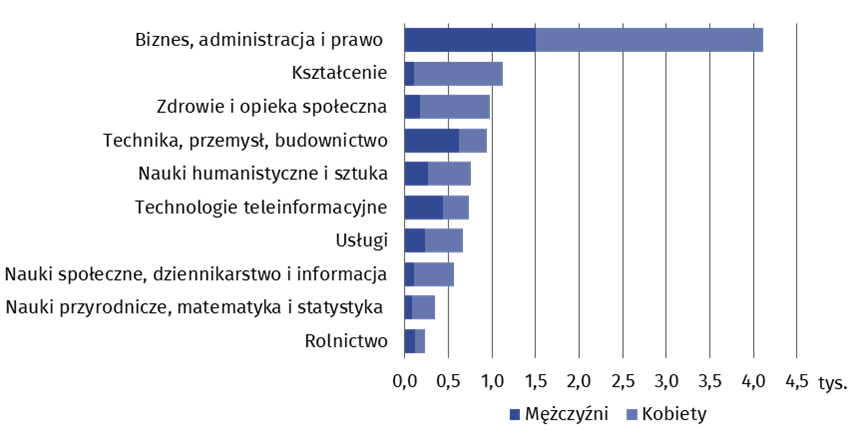 Biznes, administracja i prawo
Kształcenie
Zdrowie i opieka społeczna
Technika, przemysł, budownictwo
Nauki humanistyczne i sztuka
Technologie teleinformacyjne
Usługi
Nauki społeczne, dziennikarstwo i informacja
Nauki przyrodnicze, matematyka i statystyka
Rolnictwo
0,0 0,5 1,0 1,5 2,0 2,5 3,0 3,5 4,0 4,5 tys.
Mężczyźni Kobiety